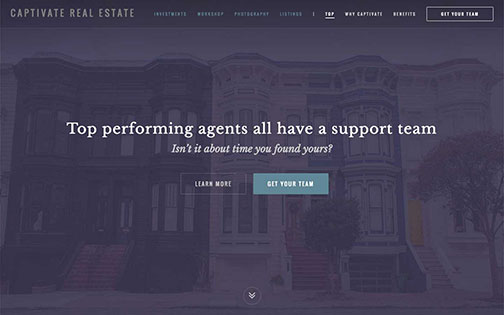 CAPTIVATE REAL ESTATE
INVESTMENTS WORKSHOP PHOTOGRAPHY LISTINGS | TOP WHY CAPTIVATE BENEFITS GET YOUR TEAM
Top performing agents all have a support team
Isn't it about time you found yours?
LEARN MORE GET YOUR TEAM